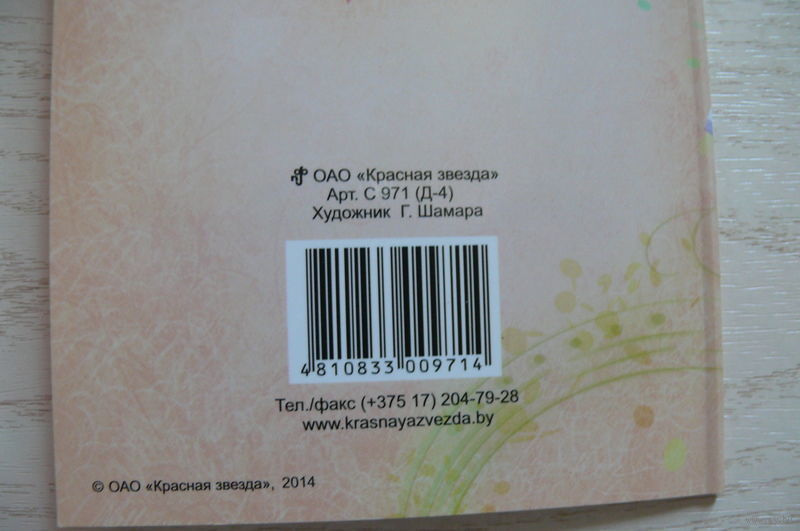 ОАО «Красная звезда»
Арт. С 971 (Д-4)
Художник Г. Шамара
4 810833 009714
Тел./факс (+375 17) 204-79-28
www.krasnayazvezda.by
© ОАО «Красная звезда», 2014